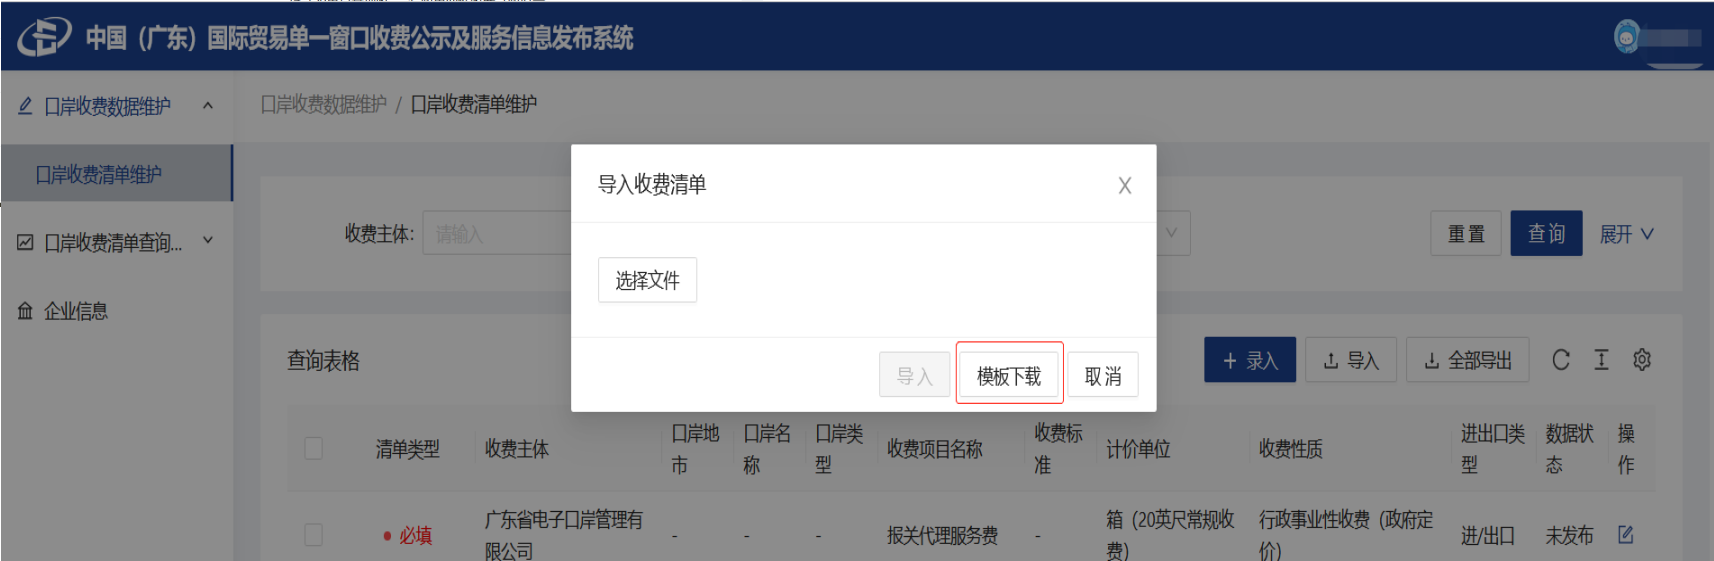 中国（广东）国际贸易单一窗口收费公示及服务信息发布系统
口岸收费数据维护
口岸收费数据维护 / 口岸收费清单维护
口岸收费清单维护
口岸收费清单查询...
企业信息
导入收费清单
X
收费主体: 请输入
重置 查询 展开
选择文件
导入 模板下载 取消
查询表格
+ 录入 导入 全部导出
清单类型 收费主体 口岸地市 口岸名称 口岸类型 收费项目名称 收费标准 计价单位 收费性质 进出口类型 数据状态 操作
必填 广东省电子口岸管理有限公司 - - - 报关代理服务费 - 箱（20英尺常规收费） 行政事业性收费（政府定价） 进/出口 未发布